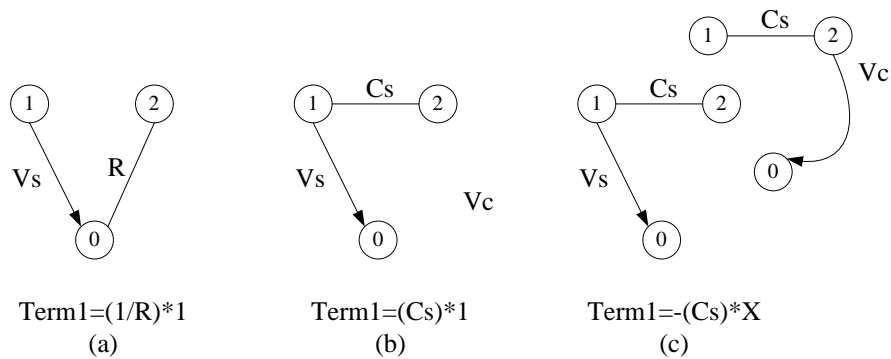 1
Cs
2
Vc
0
1
2
Vs
R
0
Term1=(1/R)*1
(a)
1
Cs
2
Vs
Vc
0
Term1=(Cs)*1
(b)
1
Cs
2
Vs
0
Term1=-(Cs)*X
(c)